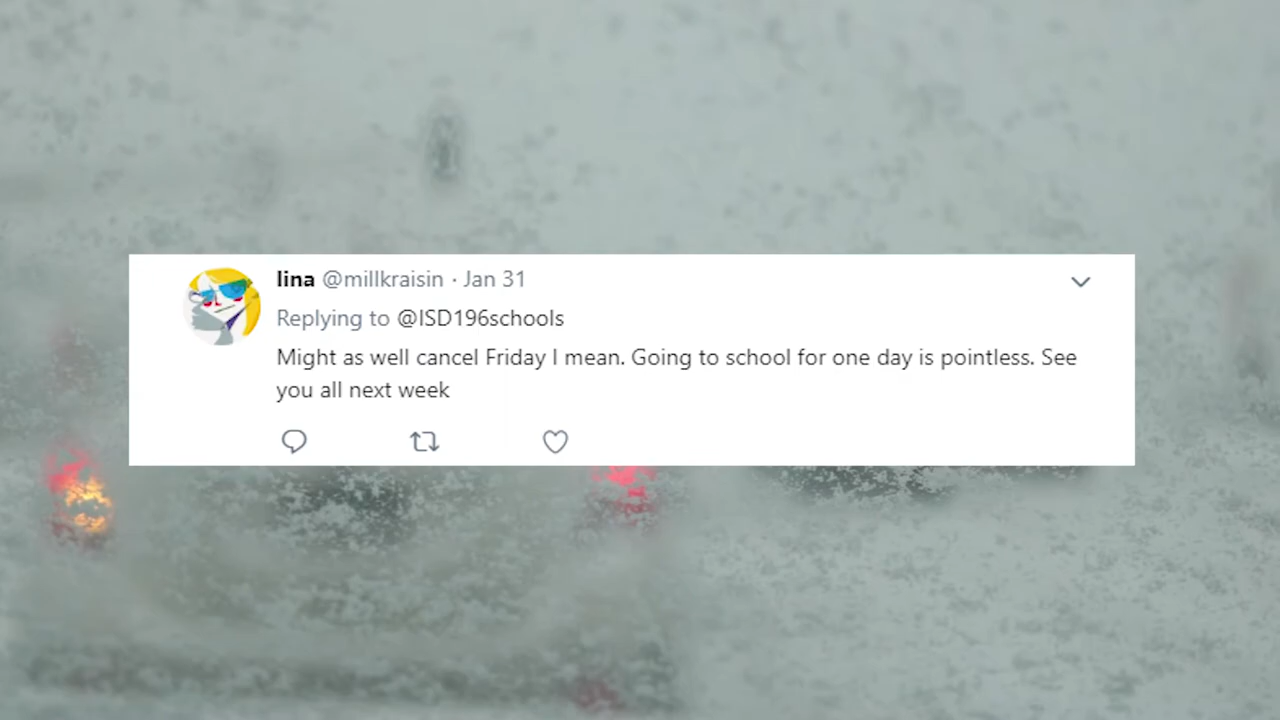 lina @millkraisin · Jan 31
Replying to @ISD196schools
Might as well cancel Friday I mean. Going to school for one day is pointless. See
you all next week